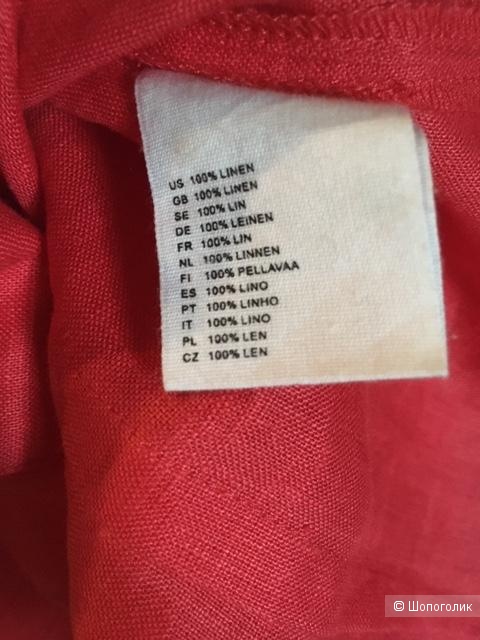 US 100% LINEN
GB 100% LINEN
SE 100% LIN
DE 100% LEINEN
FR 100% LIN
NL 100% LINNEN
FI 100% PELLAVAA
ES 100% LINO
PT 100% LINHO
IT 100% LINO
PL 100% LEN
CZ 100% LEN
© Шопоголик